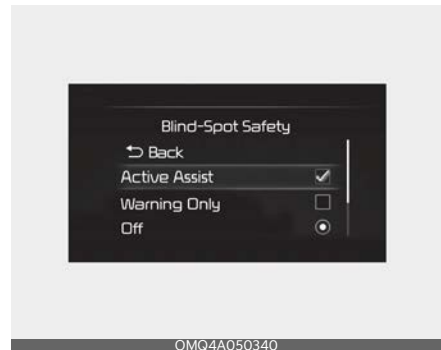 Blind-Spot Safety
Back
Active Assist
Warning Only
Off
OMQ4A050340